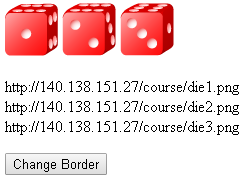 http://140.138.151.27/course/die1.png
http://140.138.151.27/course/die2.png
http://140.138.151.27/course/die3.png
Change Border